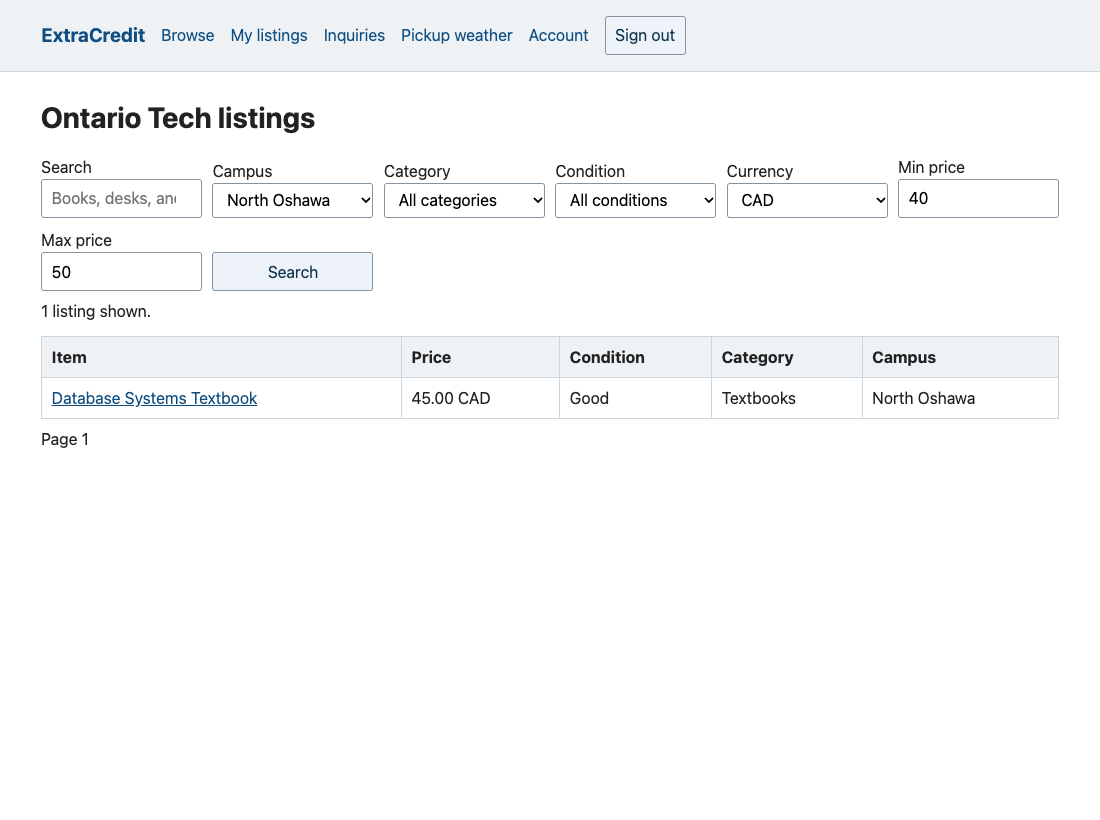 ExtraCredit Browse My listings Inquiries Pickup weather Account Sign out
Ontario Tech listings
Search Campus Category Condition Currency Min price
Books, desks, and North Oshawa All categories All conditions CAD 40
Max price
50 Search
1 listing shown.
Item Price Condition Category Campus
Database Systems Textbook 45.00 CAD Good Textbooks North Oshawa
Page 1